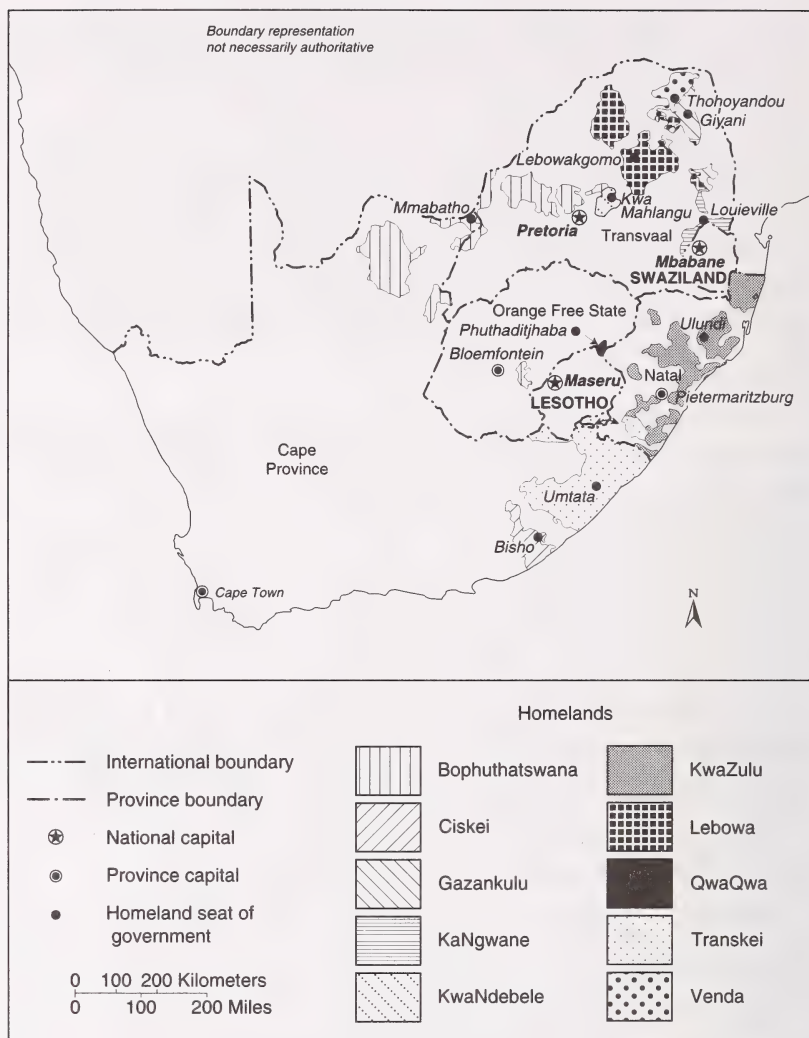 Boundary representation
not necessarily authoritative
Thohoyandou
Giyani
Lebowakgomo
Kwa
Mahlangu
Louieville
Mmabatho
Pretoria
Transvaal
Mbabane
SWAZILAND
Orange Free State
Phuthaditjhaba
Ulundi
Bloemfontein
Maseru
Natal
LESOTHO
Pietermaritzburg
Cape
Province
Umtata
Bisho
Cape Town
N
Homelands
International boundary
Province boundary
National capital
Province capital
Homeland seat of
government
0 100 200 Kilometers
0 100 200 Miles
Bophuthatswana
Ciskei
Gazankulu
KaNgwane
KwaNdebele
KwaZulu
Lebowa
QwaQwa
Transkei
Venda